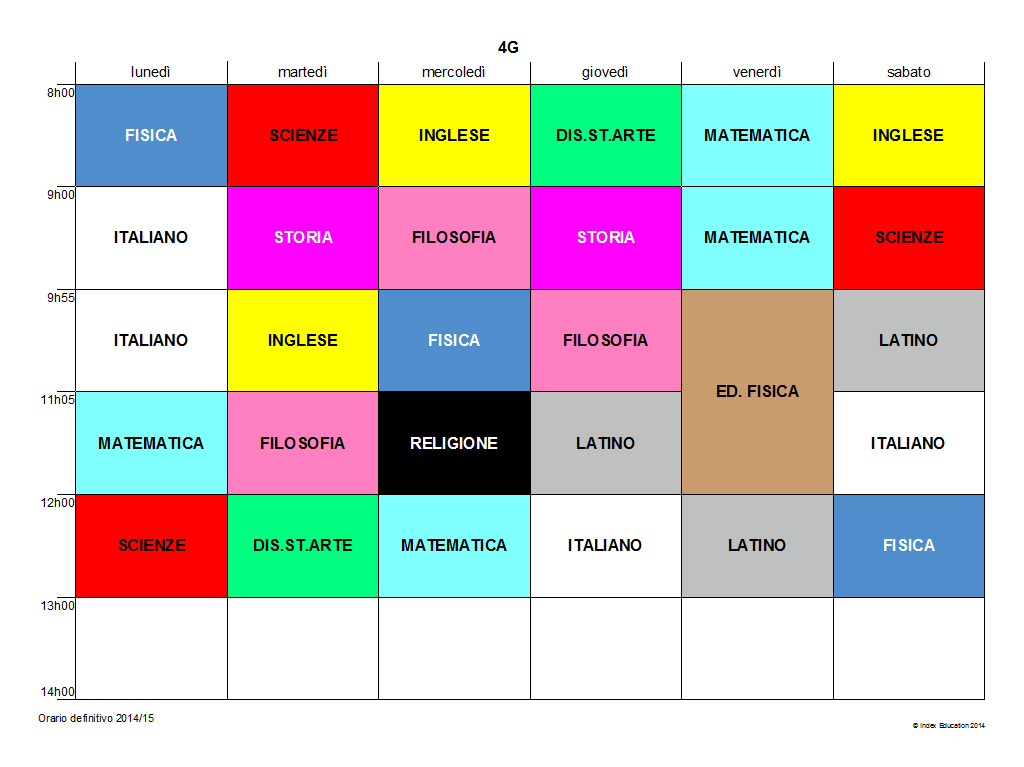 4G
lunedì martedì mercoledì giovedì venerdì sabato
8h00
FISICA SCIENZE INGLESE DIS.ST.ARTE MATEMATICA INGLESE
9h00
ITALIANO STORIA FILOSOFIA STORIA MATEMATICA SCIENZE
9h55
ITALIANO INGLESE FISICA FILOSOFIA LATINO
ED. FISICA
11h05
MATEMATICA FILOSOFIA RELIGIONE LATINO ITALIANO
12h00
SCIENZE DIS.ST.ARTE MATEMATICA ITALIANO LATINO FISICA
13h00
14h00
Orario definitivo 2014/15
© Index Education 2014